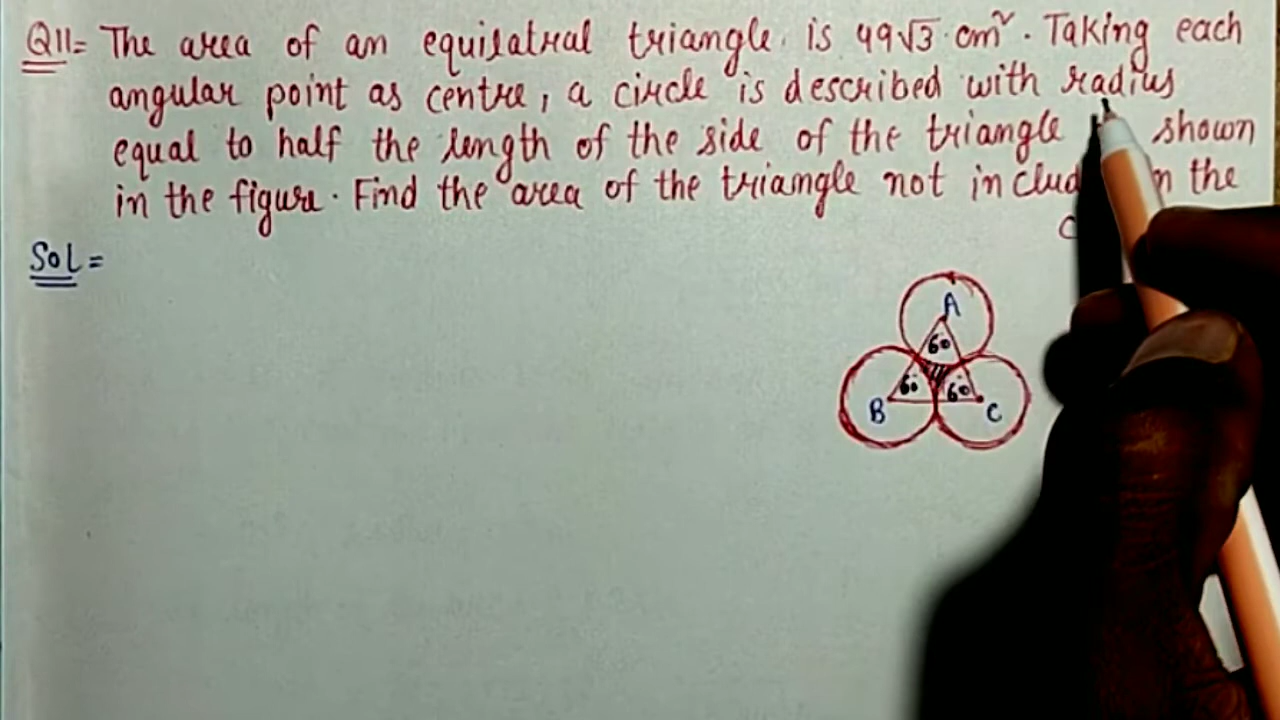 Q11= The area of an equilatral triangle is 49√3 cm². Taking each
angular point as centre, a circle is described with radius
equal to half the length of the side of the triangle shown
in the figure. Find the area of the triangle not the
Sol=
A
60
60 60
B C